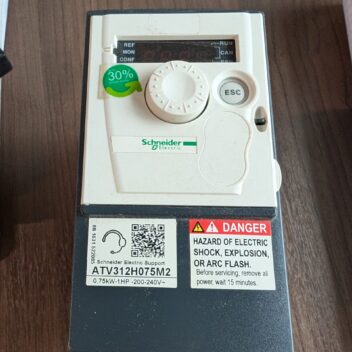 REF
MON
CONF
RUN
CAN
30%
ESC
Schneider
Electric
Schneider Electric Support
ATV312H075M2
0,75kW-1HP -200-240V~
DANGER
HAZARD OF ELECTRIC
SHOCK, EXPLOSION,
OR ARC FLASH.
Before servicing, remove all
power, wait 15 minutes.